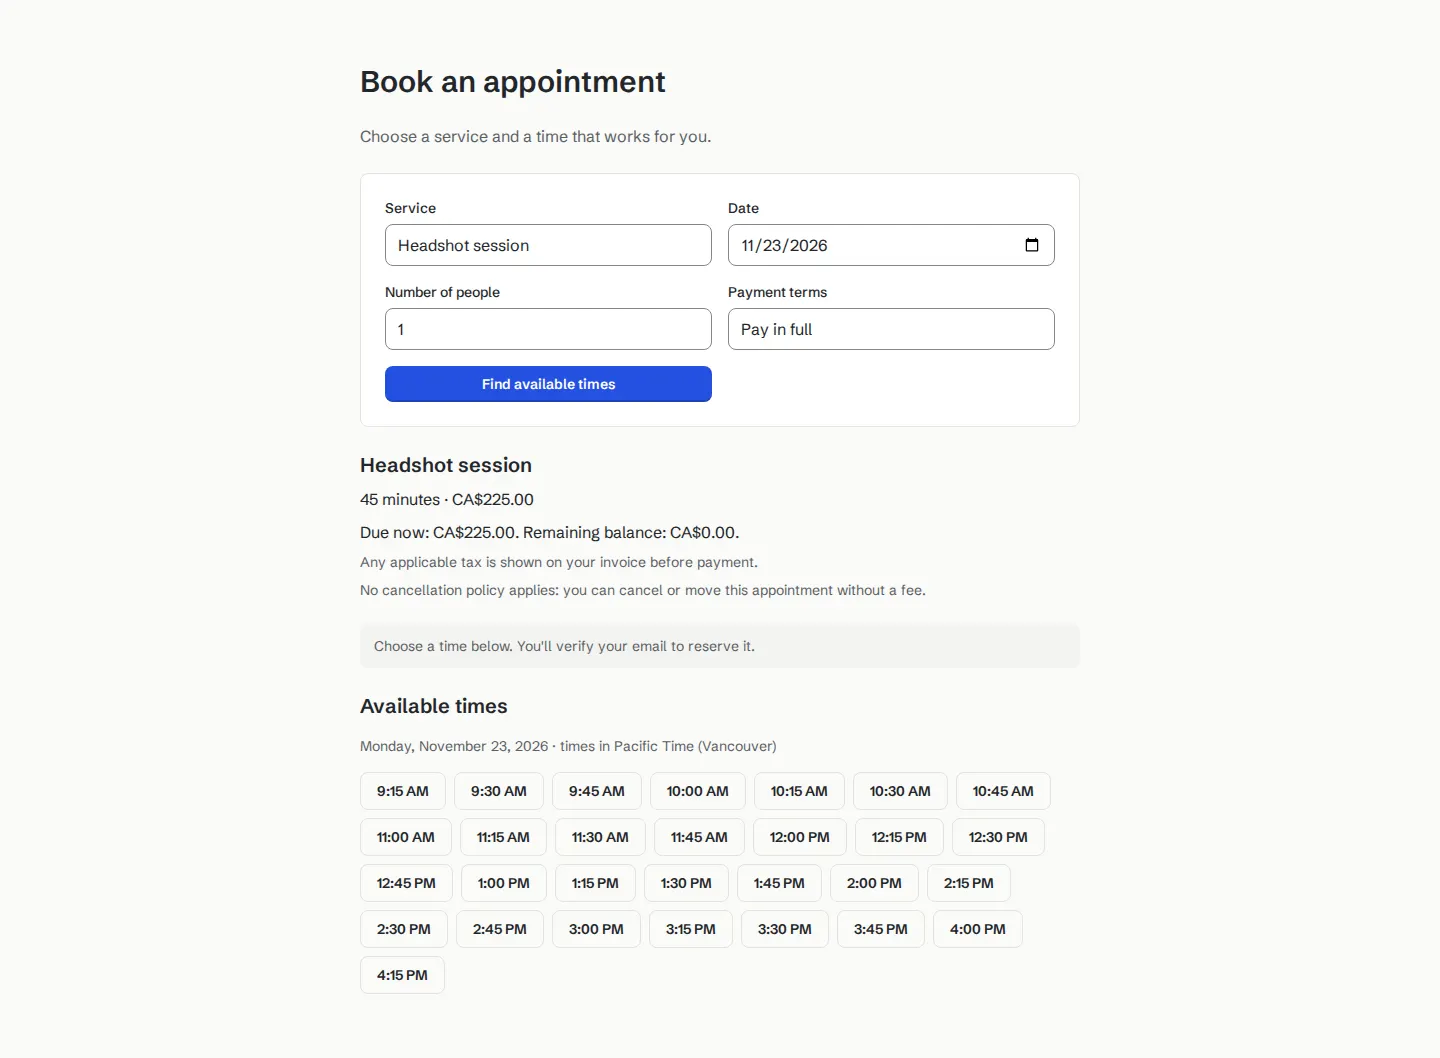 Book an appointment
Choose a service and a time that works for you.
Service
Date
Headshot session
11/23/2026
Number of people
Payment terms
1
Pay in full
Find available times
Headshot session
45 minutes · CA$225.00
Due now: CA$225.00. Remaining balance: CA$0.00.
Any applicable tax is shown on your invoice before payment.
No cancellation policy applies: you can cancel or move this appointment without a fee.
Choose a time below. You'll verify your email to reserve it.
Available times
Monday, November 23, 2026 · times in Pacific Time (Vancouver)
9:15 AM 9:30 AM 9:45 AM 10:00 AM 10:15 AM 10:30 AM 10:45 AM
11:00 AM 11:15 AM 11:30 AM 11:45 AM 12:00 PM 12:15 PM 12:30 PM
12:45 PM 1:00 PM 1:15 PM 1:30 PM 1:45 PM 2:00 PM 2:15 PM
2:30 PM 2:45 PM 3:00 PM 3:15 PM 3:30 PM 3:45 PM 4:00 PM
4:15 PM